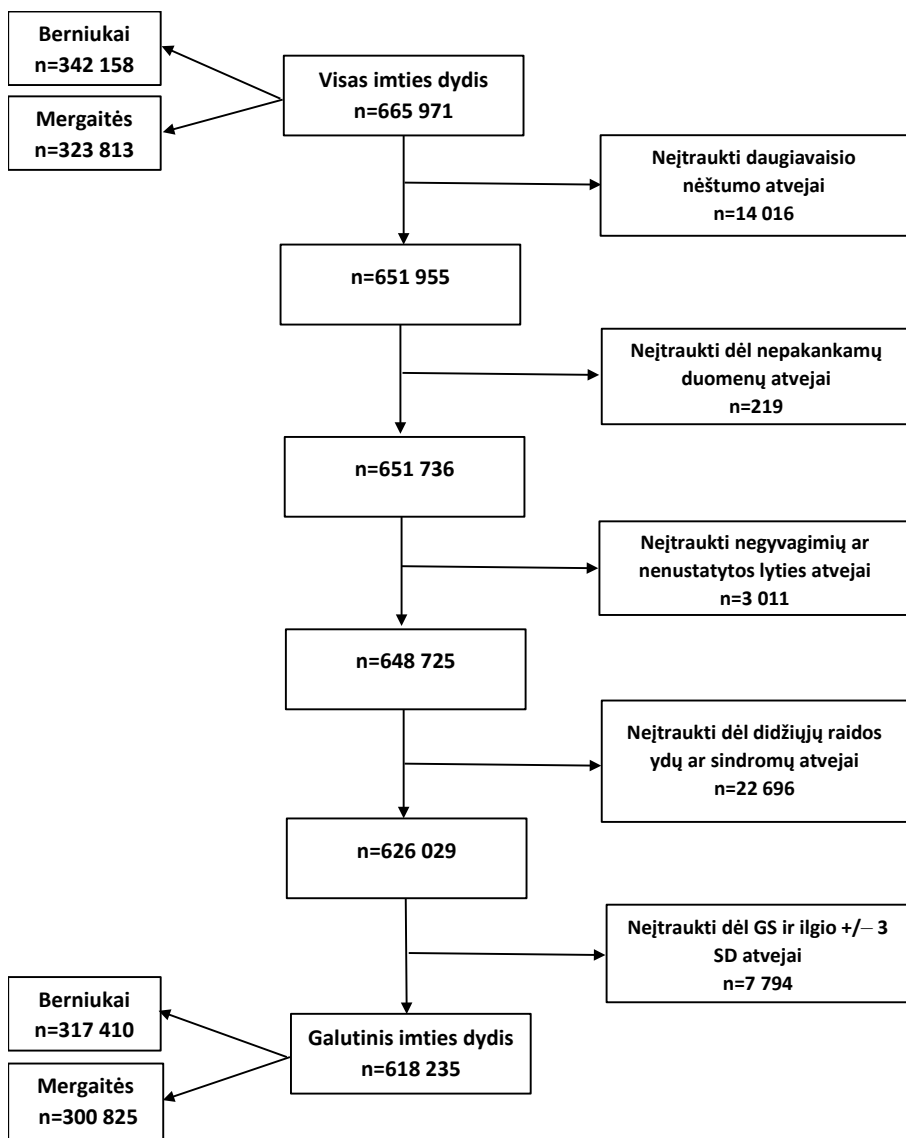 Berniukai
n=342 158
Visas imties dydis
n=665 971
Mergaitės
n=323 813
Neįtraukti daugiavaisio
nėštumo atvejai
n=14 016
n=651 955
Neįtraukti dėl nepakankamų
duomenų atvejai
n=219
n=651 736
Neįtraukti negyvagimių ar
nenustatytos lyties atvejai
n=3 011
n=648 725
Neįtraukti dėl didžiųjų raidos
ydų ar sindromų atvejai
n=22 696
n=626 029
Neįtraukti dėl GS ir ilgio +/− 3
SD atvejai
n=7 794
Berniukai
n=317 410
Galutinis imties dydis
n=618 235
Mergaitės
n=300 825